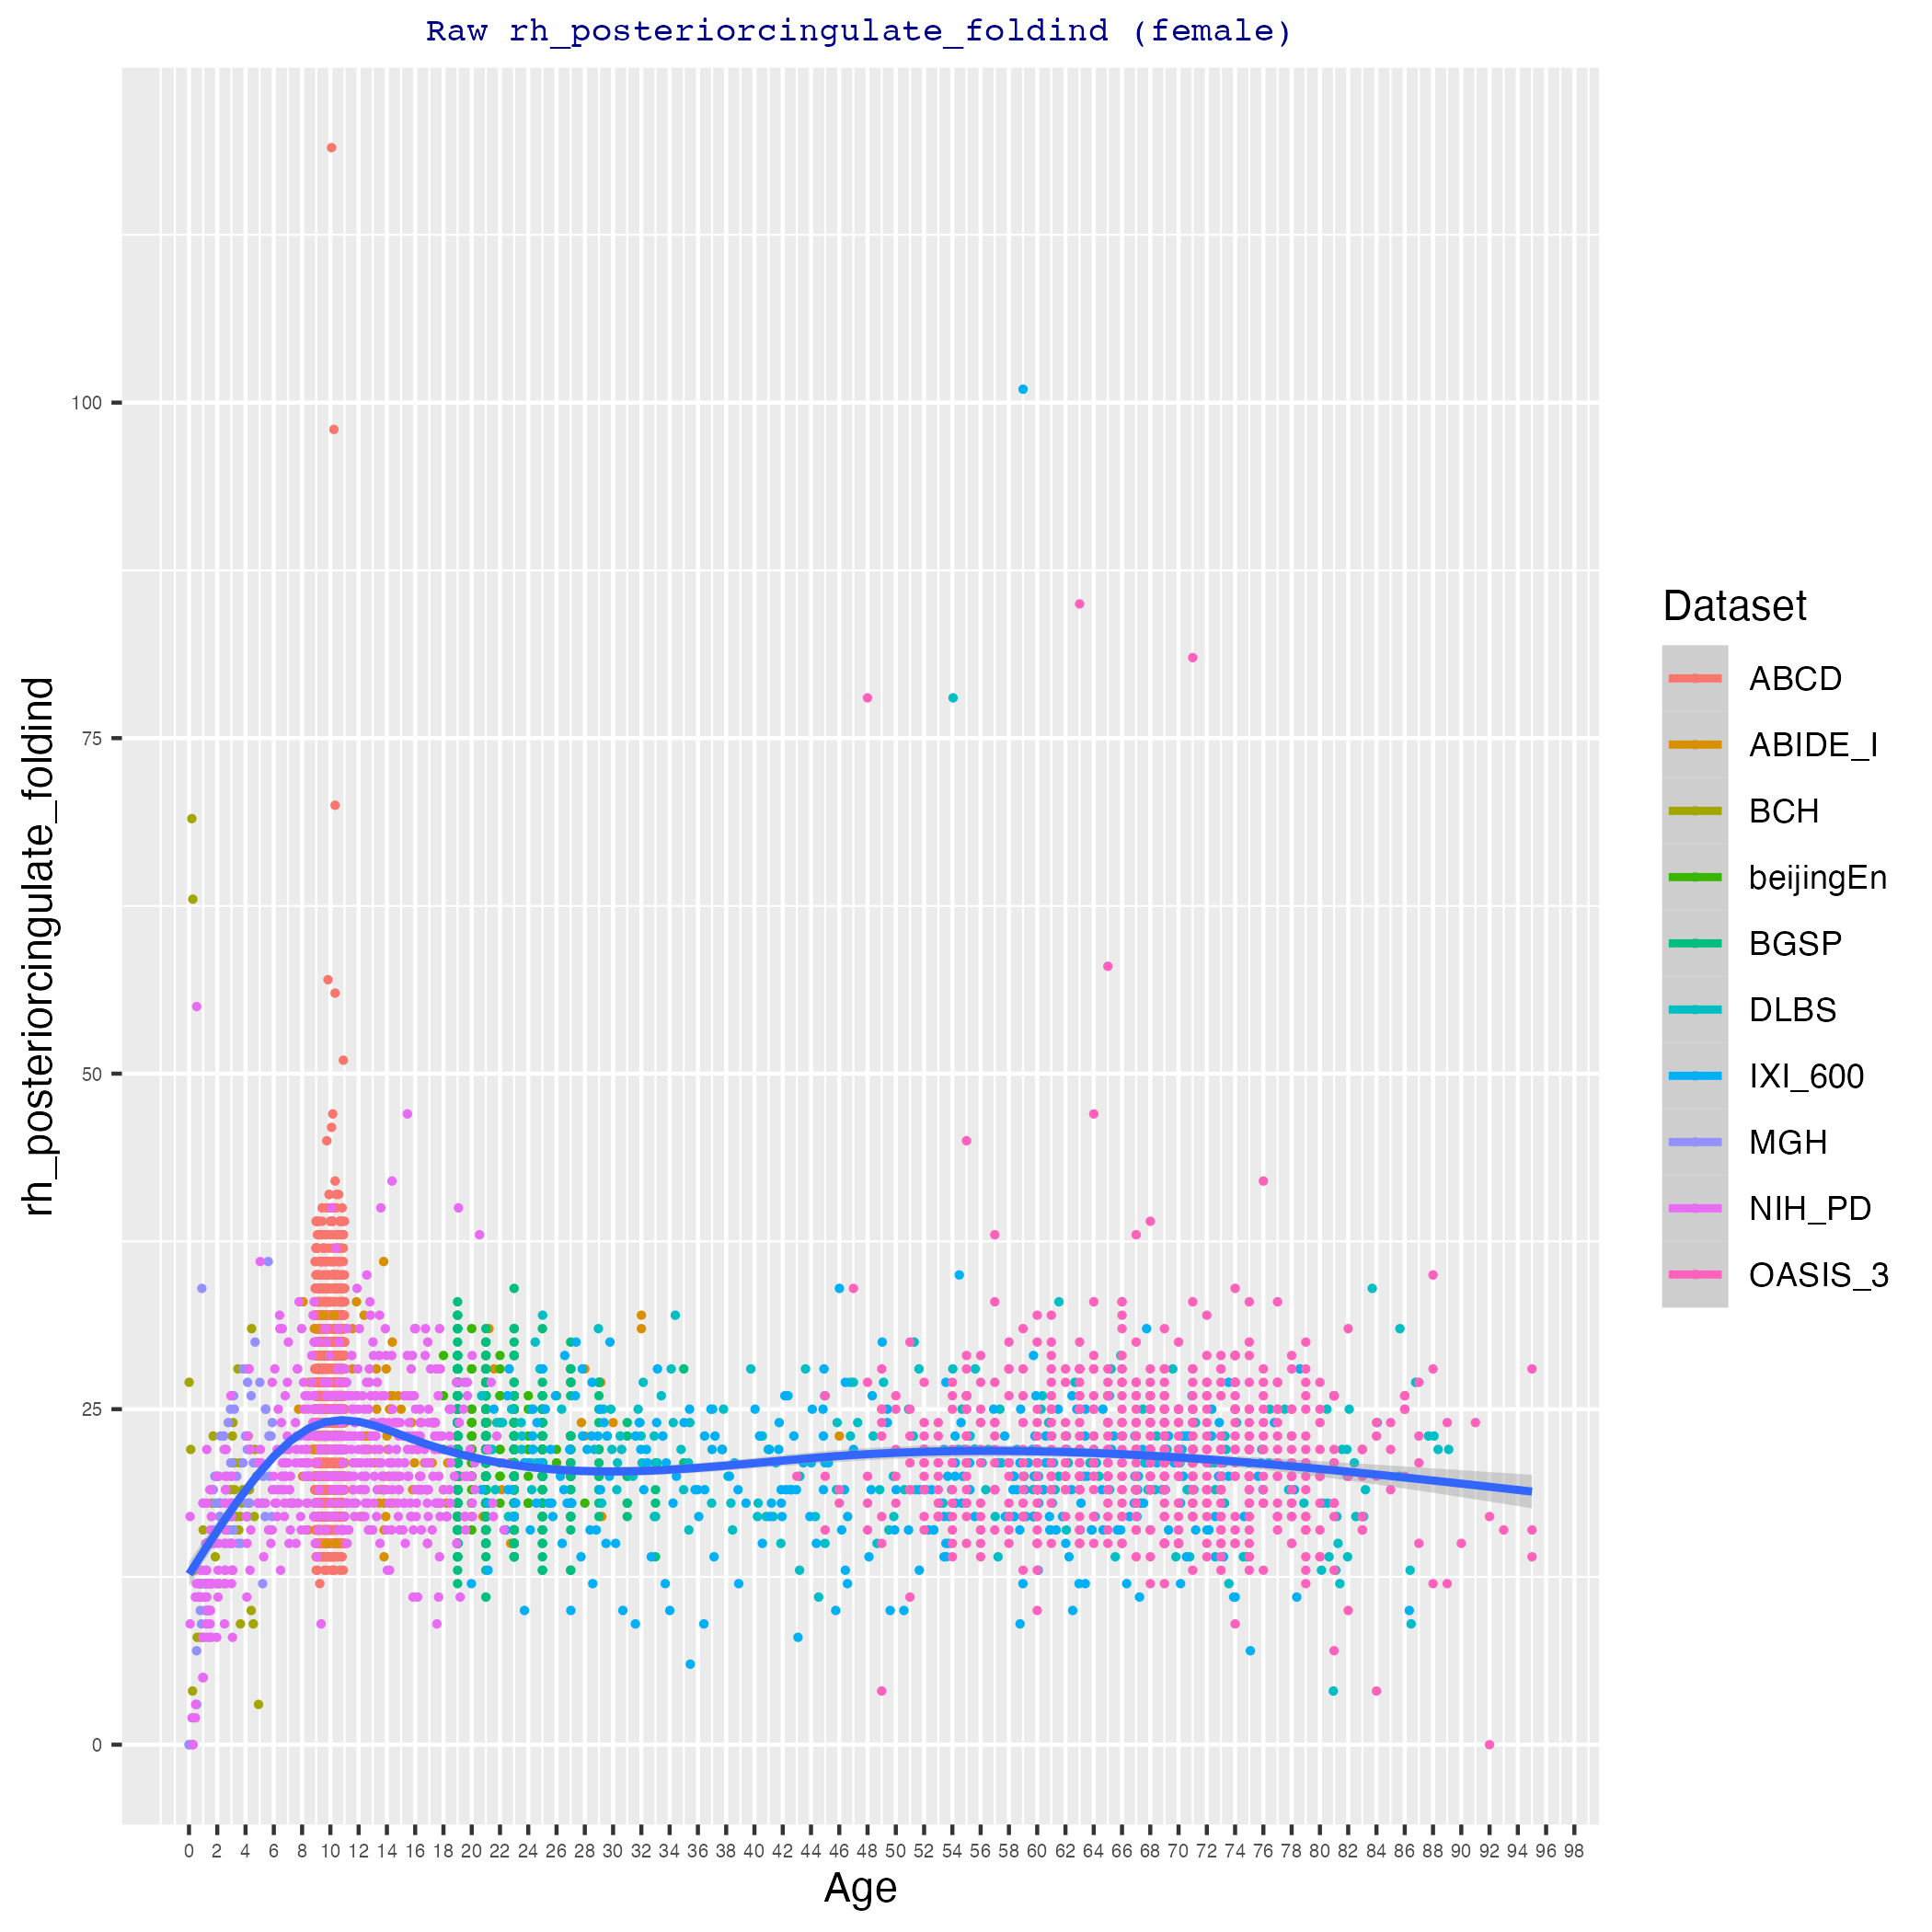 Raw rh_posteriorcingulate_foldind (female)
rh_posteriorcingulate_foldind
100
75
50
25
0
0 2 4 6 8 10 12 14 16 18 20 22 24 26 28 30 32 34 36 38 40 42 44 46 48 50 52 54 56 58 60 62 64 66 68 70 72 74 76 78 80 82 84 86 88 90 92 94 96 98
Age
Dataset
ABCD
ABIDE_I
BCH
beijingEn
BGSP
DLBS
IXI_600
MGH
NIH_PD
OASIS_3